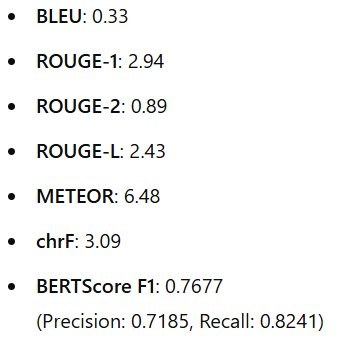 BLEU: 0.33
ROUGE-1: 2.94
ROUGE-2: 0.89
ROUGE-L: 2.43
METEOR: 6.48
chrF: 3.09
BERTScore F1: 0.7677
(Precision: 0.7185, Recall: 0.8241)